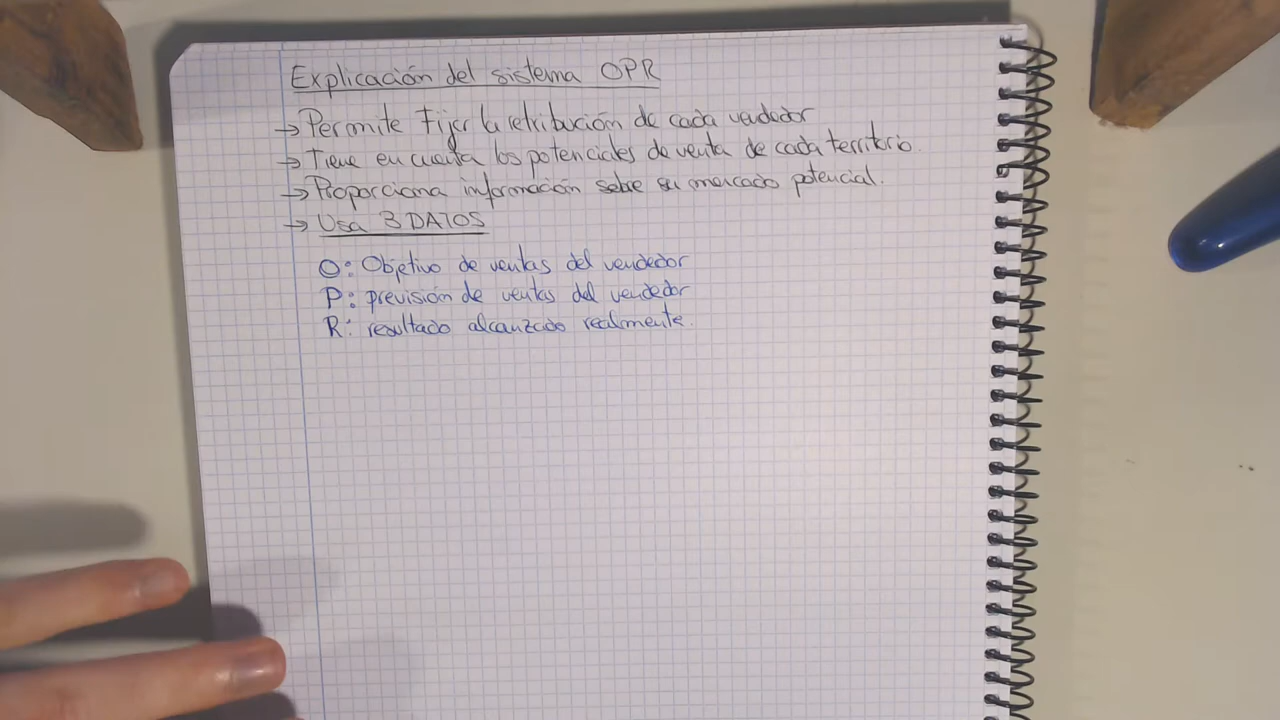 Explicación del sistema OPR
→ Permite Fijar la retribución de cada vendedor
→ Tiene en cuenta los potenciales de venta de cada territorio.
→ Proporciona información sobre su mercado potencial.
→ Usa 3 DATOS
O: Objetivo de ventas del vendedor
P: previsión de ventas del vendedor
R: resultado alcanzado realmente.